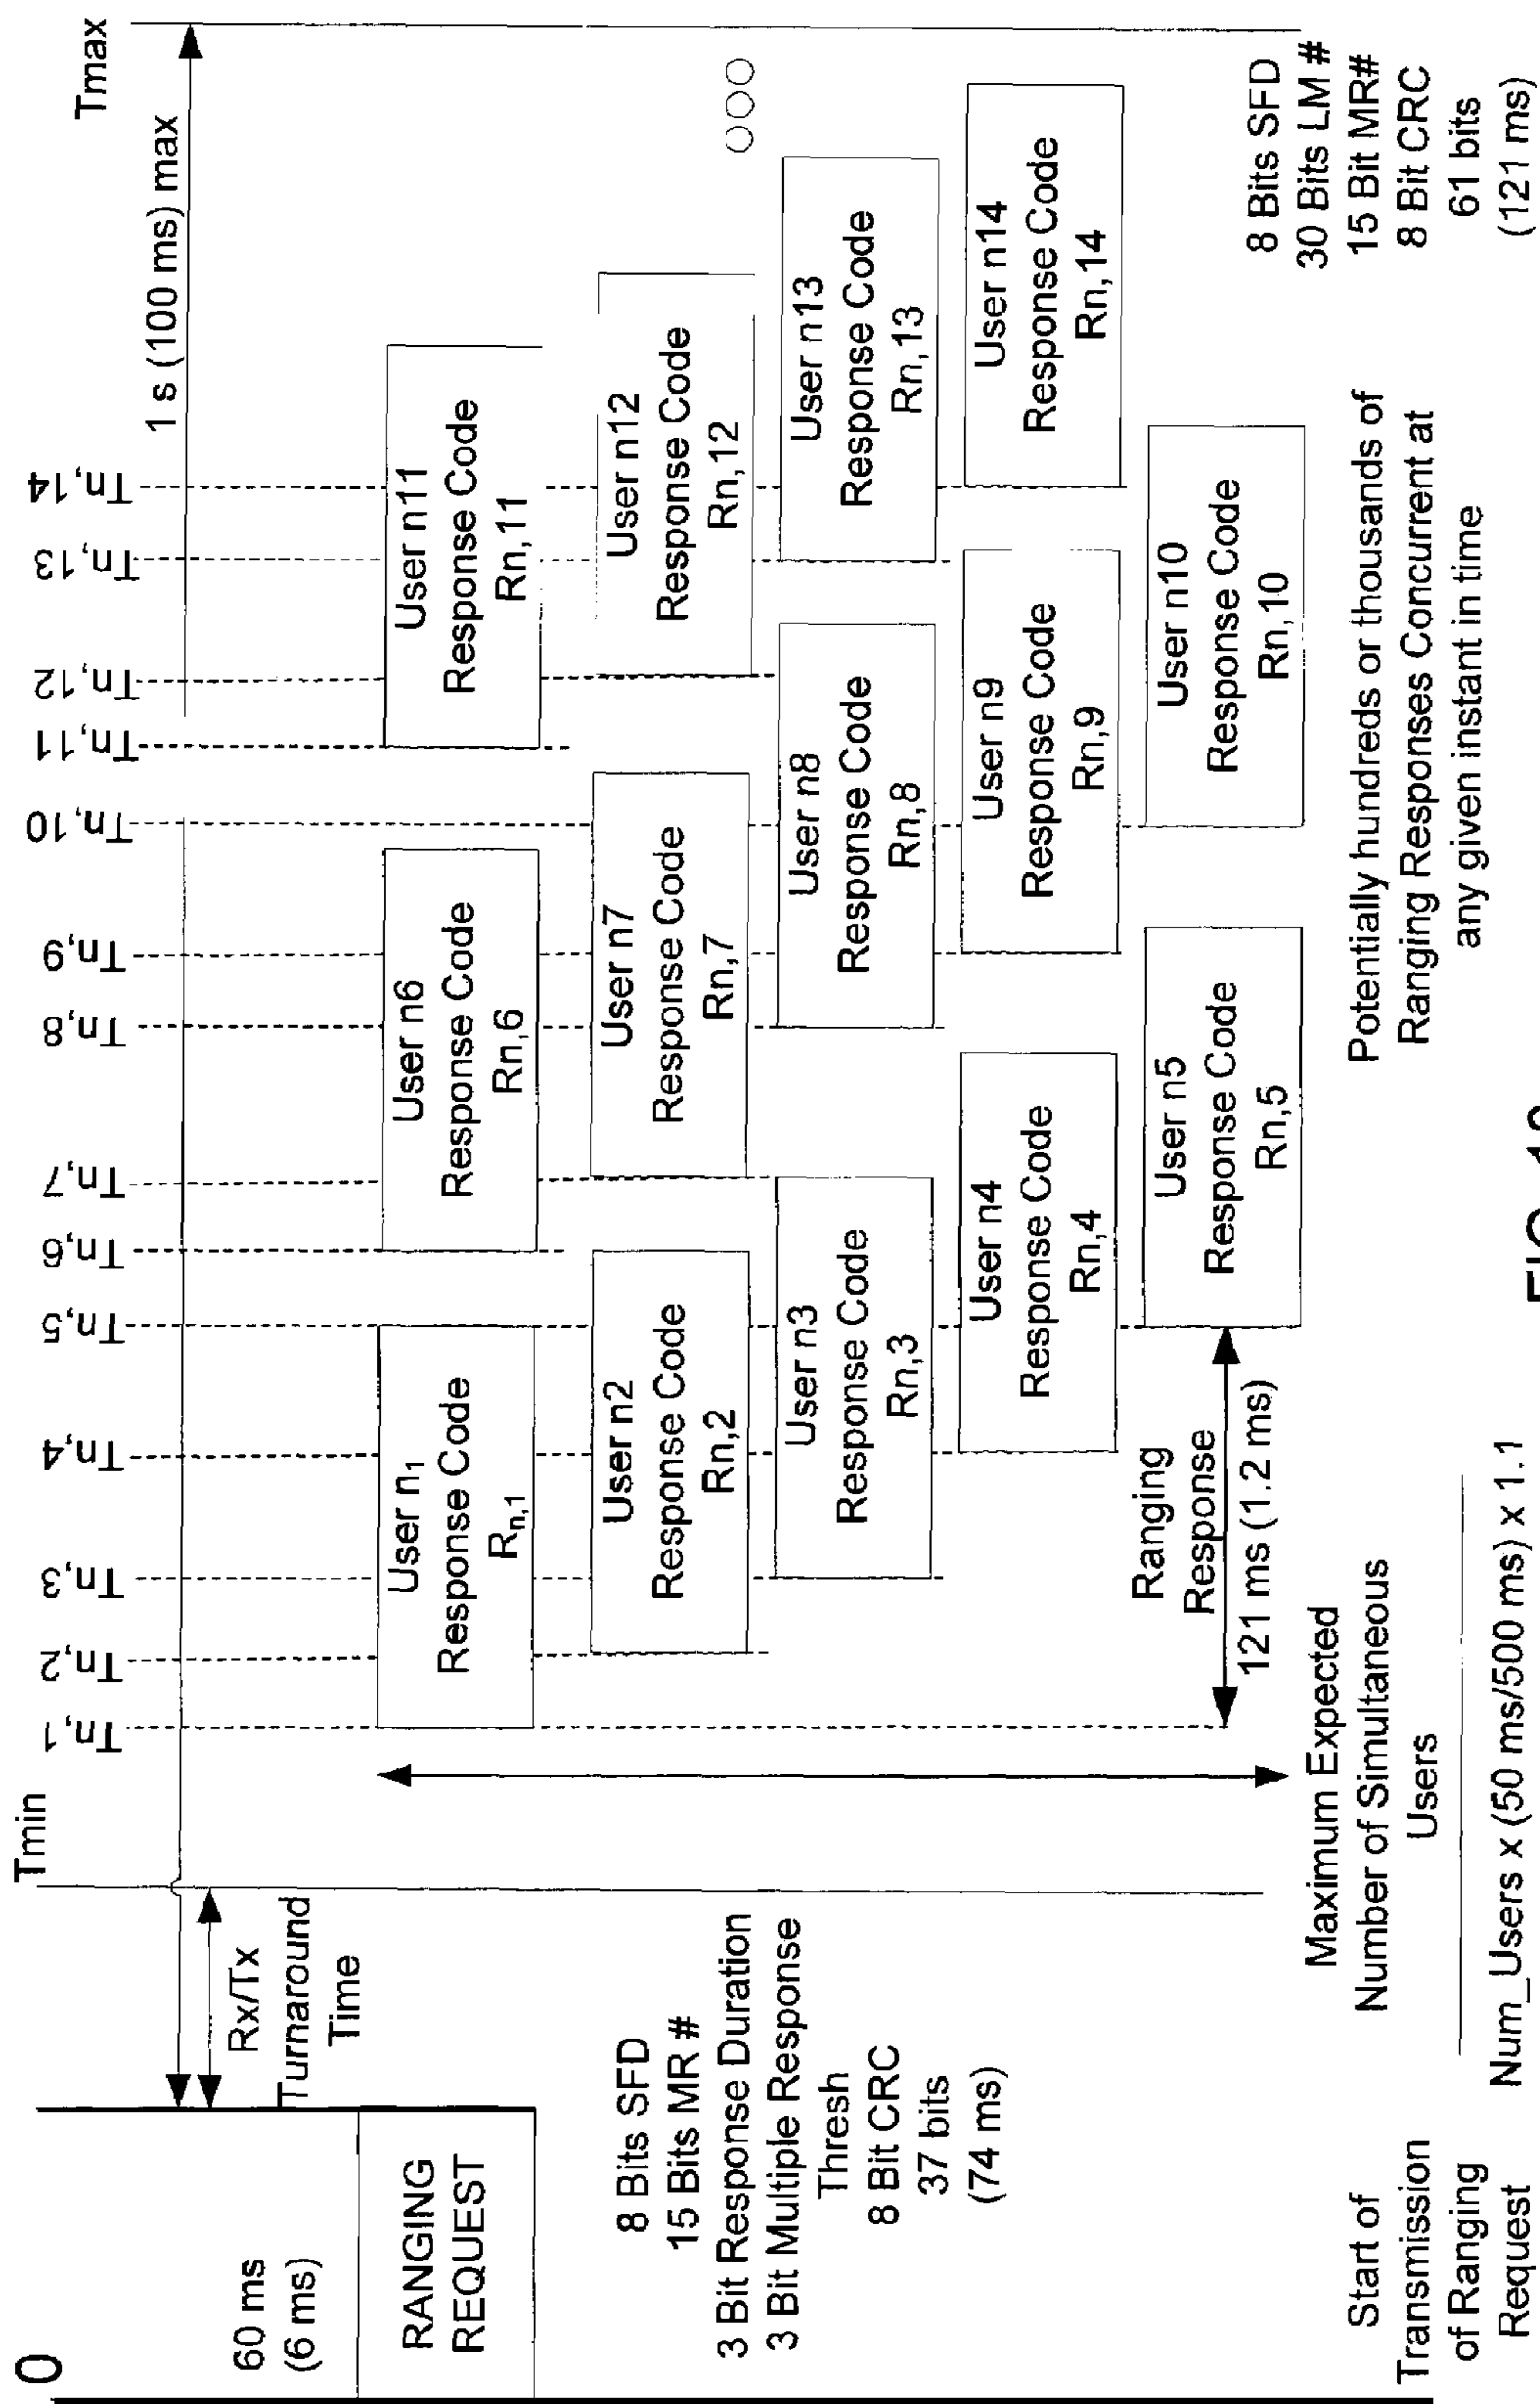 0
Tmin
Tmax
60 ms
(6 ms)
RANGING
REQUEST
Rx/Tx
Turnaround
Time
1 s (100 ms) max
Tn,1
Tn,2
Tn,3
Tn,4
Tn,5
Tn,6
Tn,7
Tn,8
Tn,9
Tn,10
Tn,11
Tn,12
Tn,13
Tn,14
User n1
Response Code
Rn,1
User n2
Response Code
Rn,2
User n3
Response Code
Rn,3
User n4
Response Code
Rn,4
User n5
Response Code
Rn,5
User n6
Response Code
Rn,6
User n7
Response Code
Rn,7
User n8
Response Code
Rn,8
User n9
Response Code
Rn,9
User n10
Response Code
Rn,10
User n11
Response Code
Rn,11
User n12
Response Code
Rn,12
User n13
Response Code
Rn,13
User n14
Response Code
Rn,14
8 Bits SFD
15 Bits MR #
3 Bit Response Duration
3 Bit Multiple Response
Thresh
8 Bit CRC
37 bits
(74 ms)
Ranging
Response
121 ms (1.2 ms)
8 Bits SFD
30 Bits LM #
15 Bit MR#
8 Bit CRC
61 bits
(121 ms)
Start of
Transmission
of Ranging
Request
Maximum Expected
Number of Simultaneous
Users
Num_Users x (50 ms/500 ms) x 1.1
Potentially hundreds or thousands of
Ranging Responses Concurrent at
any given instant in time